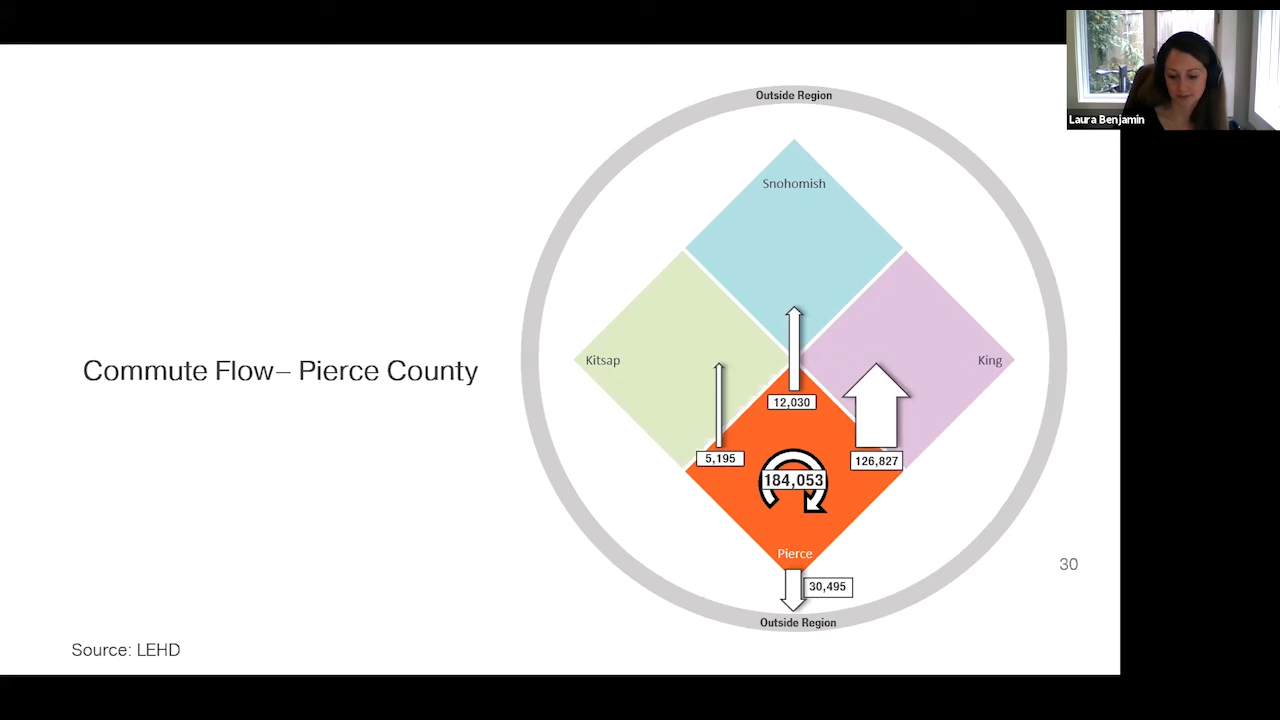 Outside Region
Laura Benjamin
Snohomish
Kitsap
King
Commute Flow– Pierce County
12,030
5,195
126,827
184,053
Pierce
30
30,495
Outside Region
Source: LEHD